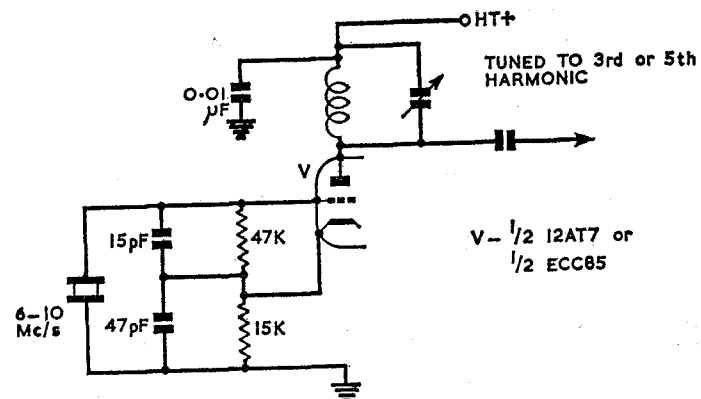 HT+
TUNED TO 3rd or 5th
HARMONIC
0·01
µF
V
15pF
47K
V– 1/2 12AT7 or
1/2 ECC85
6–10
Mc/s
47pF
15K